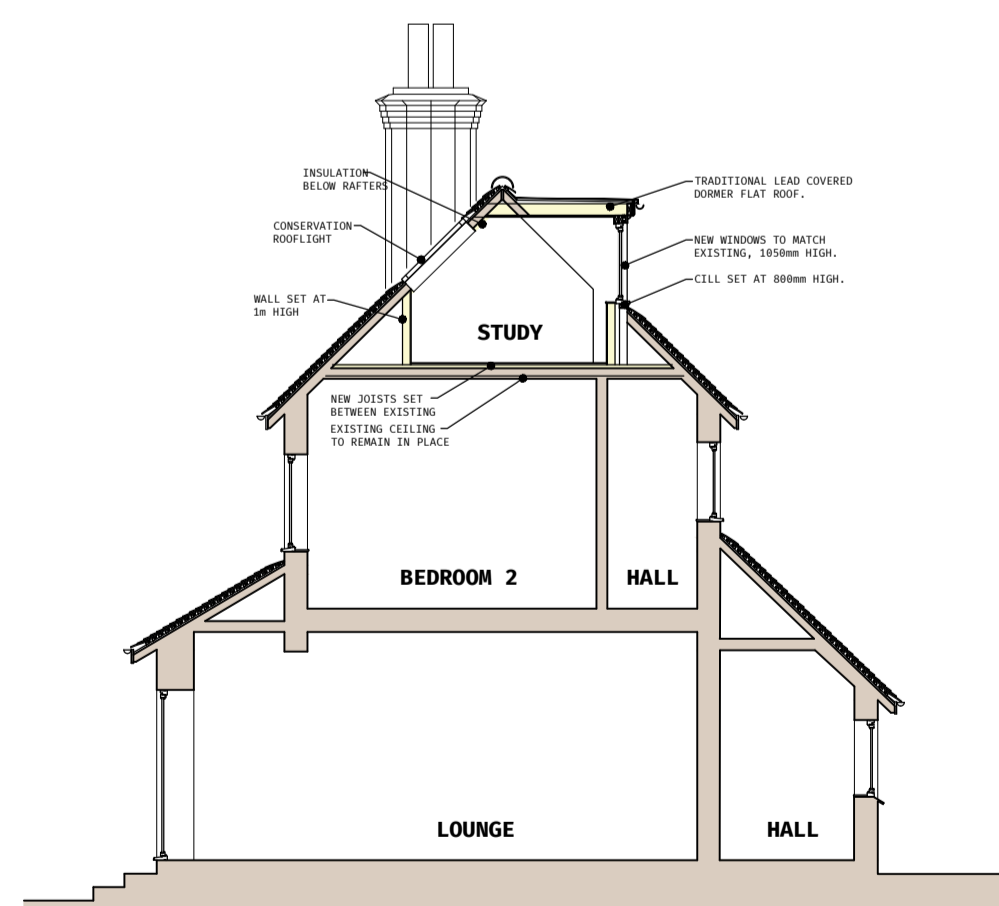 INSULATION
BELOW RAFTERS
TRADITIONAL LEAD COVERED
DORMER FLAT ROOF.
CONSERVATION
ROOFLIGHT
NEW WINDOWS TO MATCH
EXISTING, 1050mm HIGH.
CILL SET AT 800mm HIGH.
WALL SET AT
1m HIGH
STUDY
NEW JOISTS SET
BETWEEN EXISTING
EXISTING CEILING
TO REMAIN IN PLACE
BEDROOM 2
HALL
LOUNGE
HALL